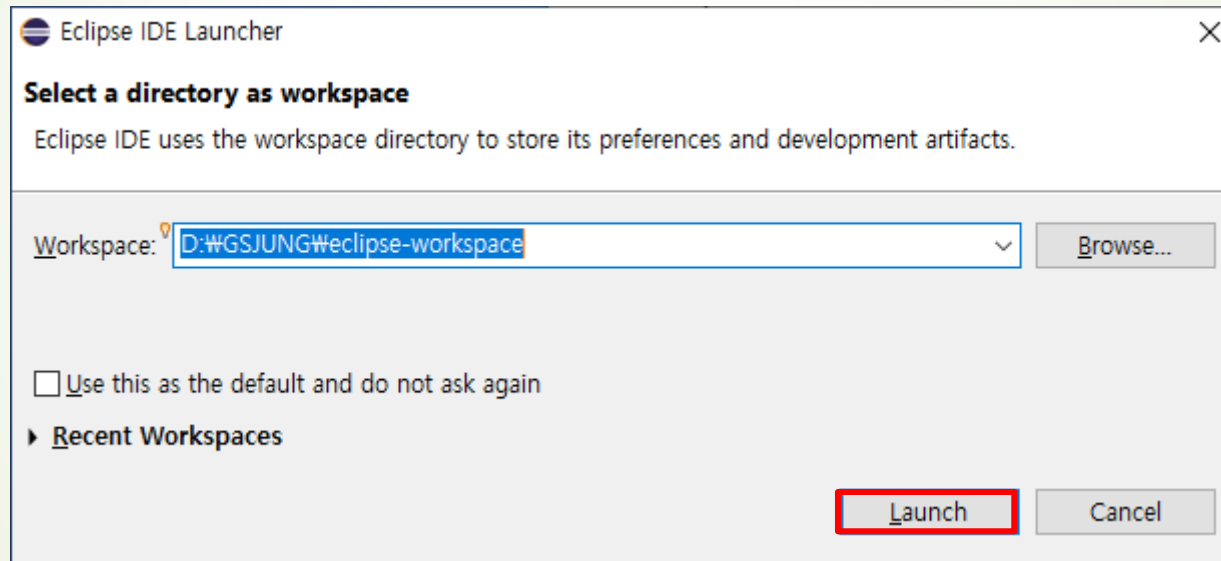 Eclipse IDE Launcher
Select a directory as workspace
Eclipse IDE uses the workspace directory to store its preferences and development artifacts.
Workspace: D:₩GSJUNG₩eclipse-workspace Browse...
Use this as the default and do not ask again
Recent Workspaces
Launch Cancel